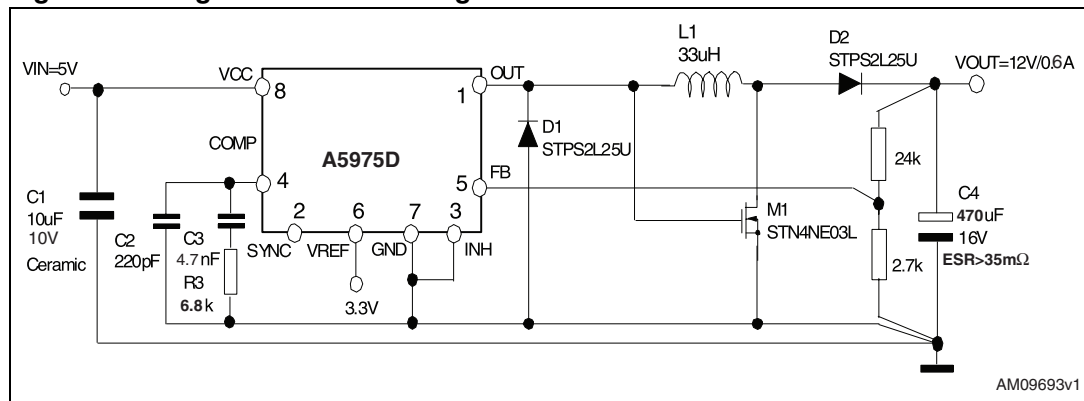 L1
33uH
D2
STPS2L25U
VOUT=12V/0.6A
VIN=5V
VCC
8
OUT
1
COMP
A5975D
D1
STPS2L25U
FB
5
24k
4
2
6
7
3
C1
10uF
10V
Ceramic
C2
220pF
C3
4.7nF
R3
6.8k
SYNC
VREF
GND
INH
3.3V
M1
STN4NE03L
2.7k
C4
470uF
16V
ESR>35mΩ
AM09693v1